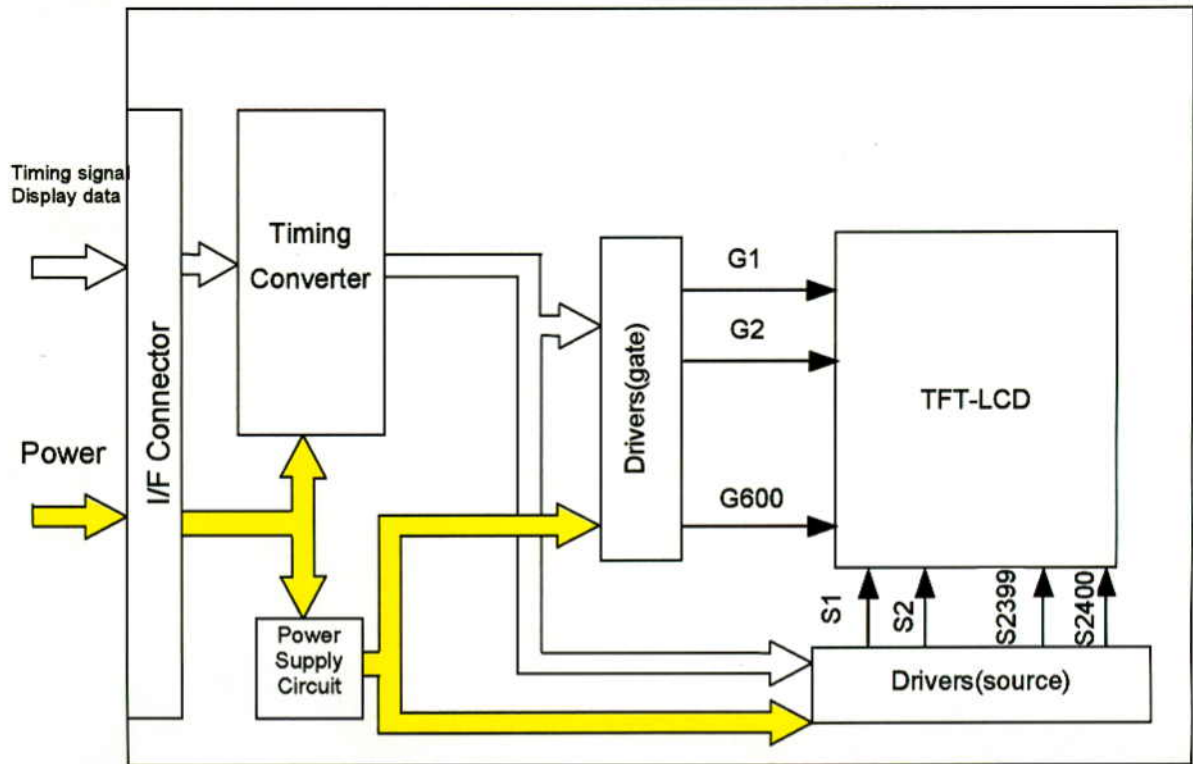 Timing signal
Display data
Power
I/F Connector
Timing
Converter
Power
Supply
Circuit
Drivers(gate)
G1
G2
G600
TFT-LCD
S1
S2
S2399
S2400
Drivers(source)